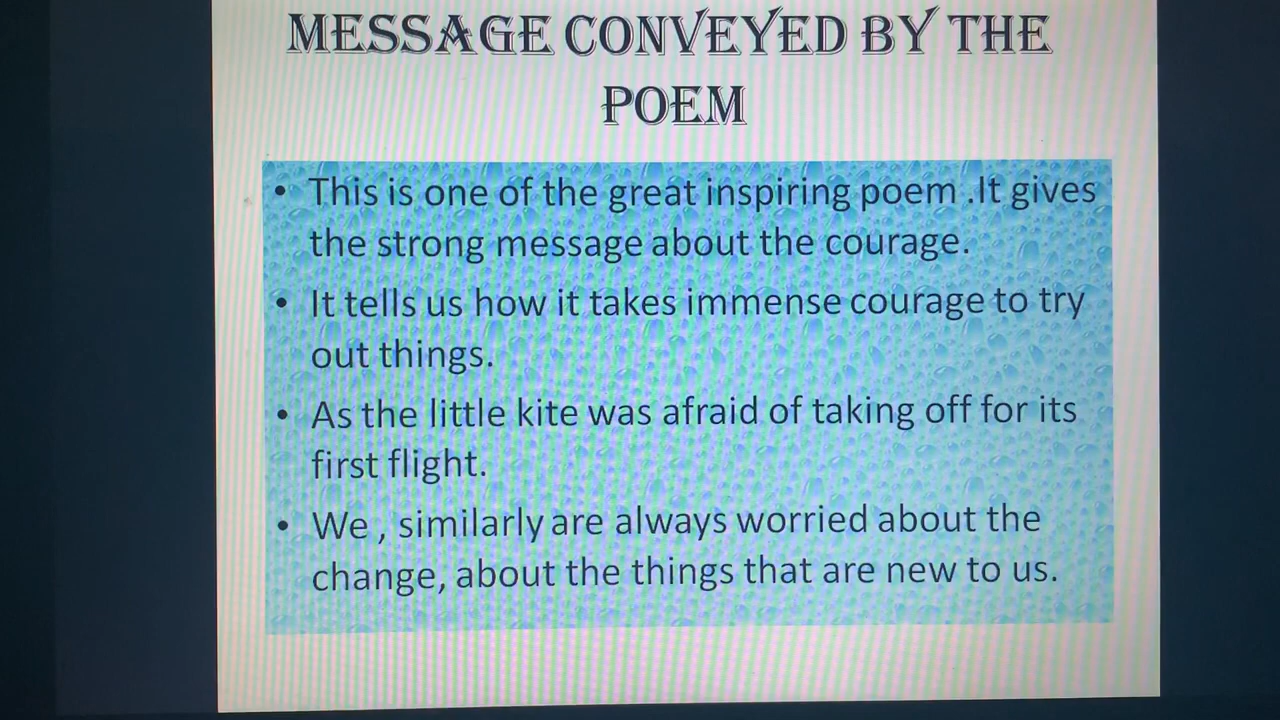 MESSAGE CONVEYED BY THE
POEM
• This is one of the great inspiring poem .It gives
the strong message about the courage.
• It tells us how it takes immense courage to try
out things.
• As the little kite was afraid of taking off for its
first flight.
• We , similarly are always worried about the
change, about the things that are new to us.